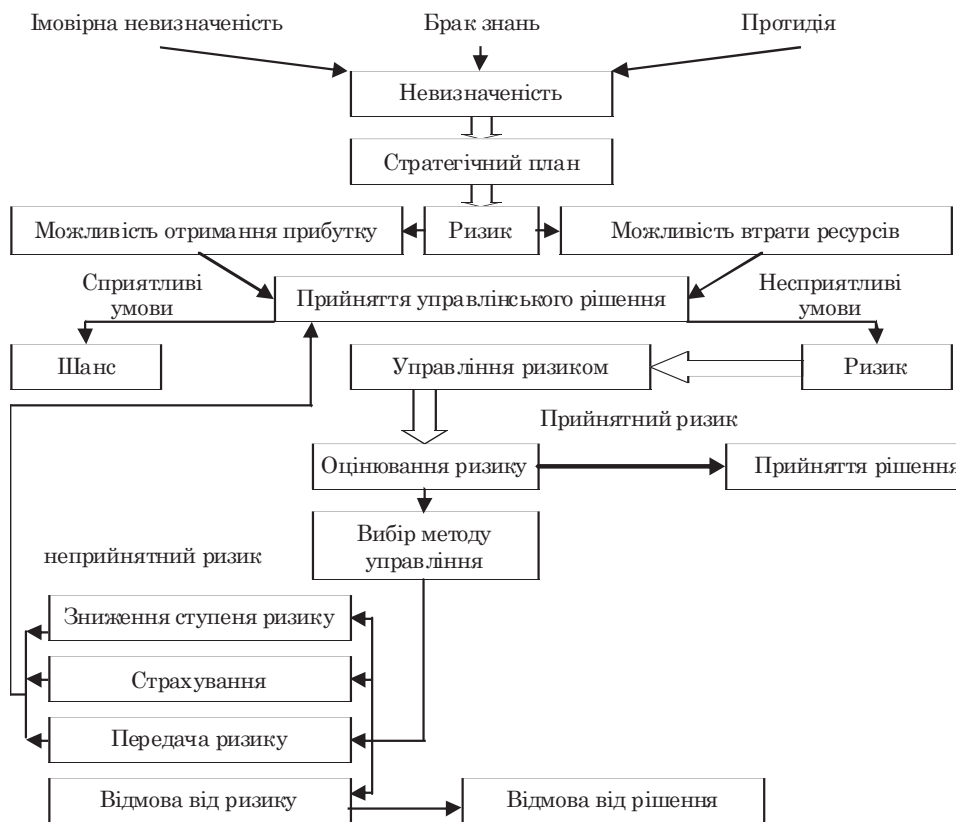 Імовірна невизначеність
Брак знань
Протидія
Невизначеність
Стратегічний план
Можливість отримання прибутку
Ризик
Можливість втрати ресурсів
Сприятливі
умови
Прийняття управлінського рішення
Несприятливі
умови
Шанс
Управління ризиком
Ризик
Прийнятний ризик
Оцінювання ризику
Прийняття рішення
Вибір методу
управління
неприйнятний ризик
Зниження ступеня ризику
Страхування
Передача ризику
Відмова від ризику
Відмова від рішення